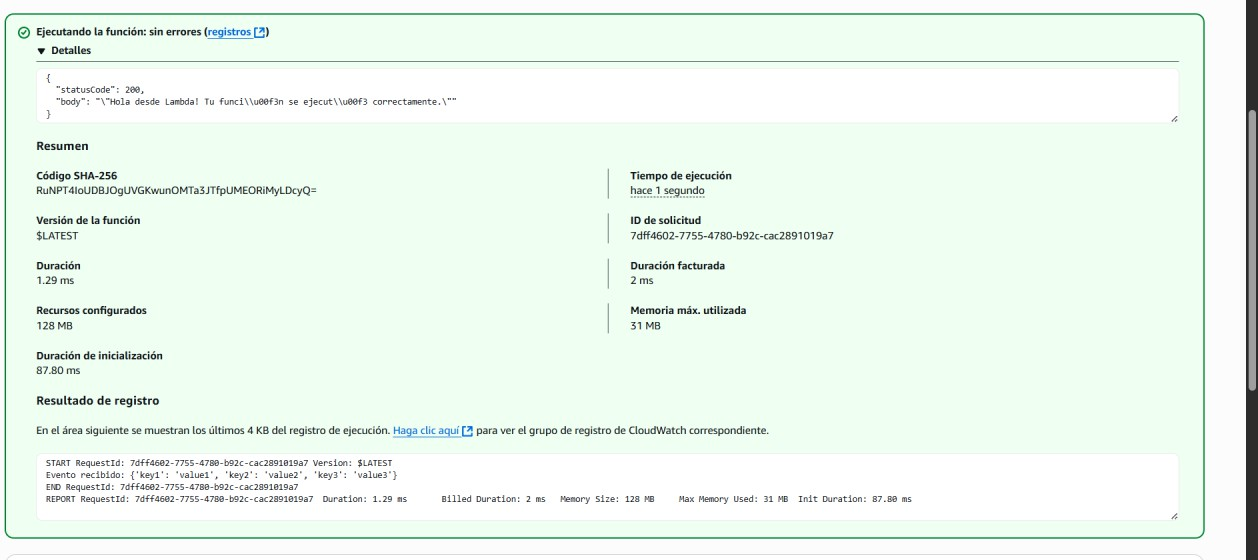 Ejecutando la función: sin errores (registros)
▼ Detalles
{
  "statusCode": 200,
  "body": "\"Hola desde Lambda! Tu funci\\u00f3n se ejecut\\u00f3 correctamente.\""
}
Resumen
Código SHA-256
RuNPT4IoUDBJOgUVGKwunOMTa3JTfpUMEORiMyLDcyQ=
Tiempo de ejecución
hace 1 segundo
Versión de la función
$LATEST
ID de solicitud
7dff4602-7755-4780-b92c-cac2891019a7
Duración
1.29 ms
Duración facturada
2 ms
Recursos configurados
128 MB
Memoria máx. utilizada
31 MB
Duración de inicialización
87.80 ms
Resultado de registro
En el área siguiente se muestran los últimos 4 KB del registro de ejecución. Haga clic aquí para ver el grupo de registro de CloudWatch correspondiente.
START RequestId: 7dff4602-7755-4780-b92c-cac2891019a7 Version: $LATEST
Evento recibido: {'key1': 'value1', 'key2': 'value2', 'key3': 'value3'}
END RequestId: 7dff4602-7755-4780-b92c-cac2891019a7
REPORT RequestId: 7dff4602-7755-4780-b92c-cac2891019a7  Duration: 1.29 ms  Billed Duration: 2 ms  Memory Size: 128 MB  Max Memory Used: 31 MB  Init Duration: 87.80 ms